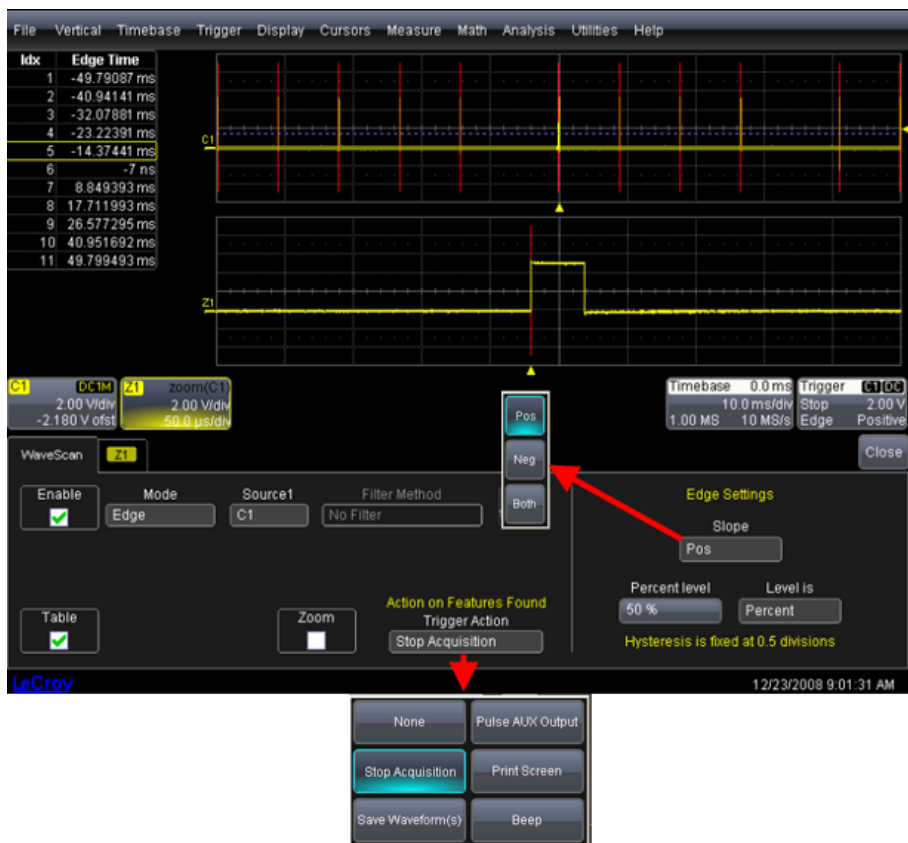 File Vertical Timebase Trigger Display Cursors Measure Math Analysis Utilities Help
Idx Edge Time
1 -49.79087 ms
2 -40.94141 ms
3 -32.07881 ms
4 -23.22391 ms
5 -14.37441 ms
6 -7 ns
7 8.849393 ms
8 17.711993 ms
9 26.577295 ms
10 40.951692 ms
11 49.799493 ms
C1
Z1
C1 DC1M
2.00 V/div
-2.180 V ofst
Z1 zoom(C1)
2.00 V/div
50.0 µs/div
Timebase 0.0 ms
10.0 ms/div
1.00 MS 10 MS/s
Trigger C1 DC
Stop 2.00 V
Edge Positive
Pos
Neg
Both
WaveScan Z1
Close
Enable Mode Source1 Filter Method
Edge C1 No Filter
Edge Settings
Slope
Pos
Percent level Level is
50 % Percent
Hysteresis is fixed at 0.5 divisions
Table Zoom
Action on Features Found
Trigger Action
Stop Acquisition
LeCroy
12/23/2008 9:01:31 AM
None Pulse AUX Output
Stop Acquisition Print Screen
Save Waveform(s) Beep